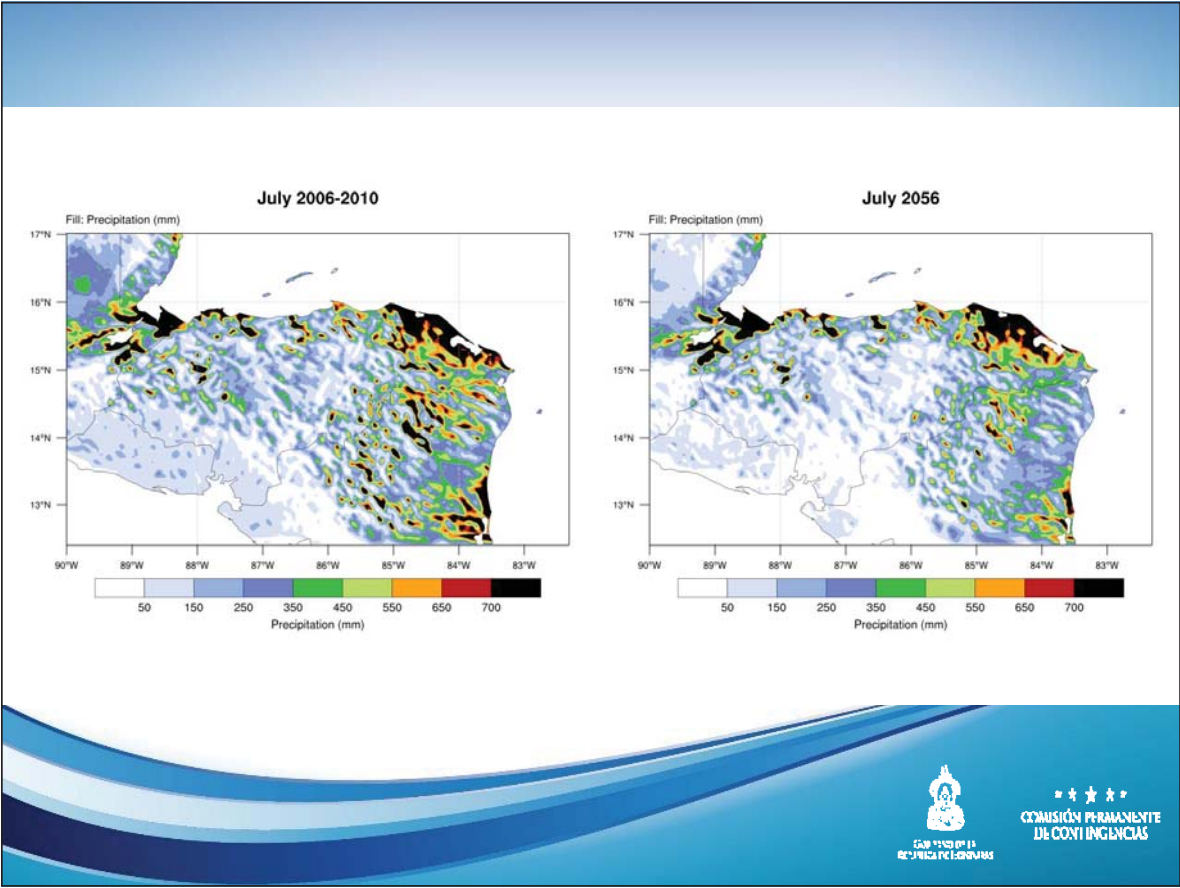 July 2006-2010
Fill: Precipitation (mm)
17°N
16°N
15°N
14°N
13°N
90°W 89°W 88°W 87°W 86°W 85°W 84°W 83°W
50 150 250 350 450 550 650 700
Precipitation (mm)
July 2056
Fill: Precipitation (mm)
17°N
16°N
15°N
14°N
13°N
90°W 89°W 88°W 87°W 86°W 85°W 84°W 83°W
50 150 250 350 450 550 650 700
Precipitation (mm)
COMISIÓN PERMANENTE
DE CONTINGENCIAS